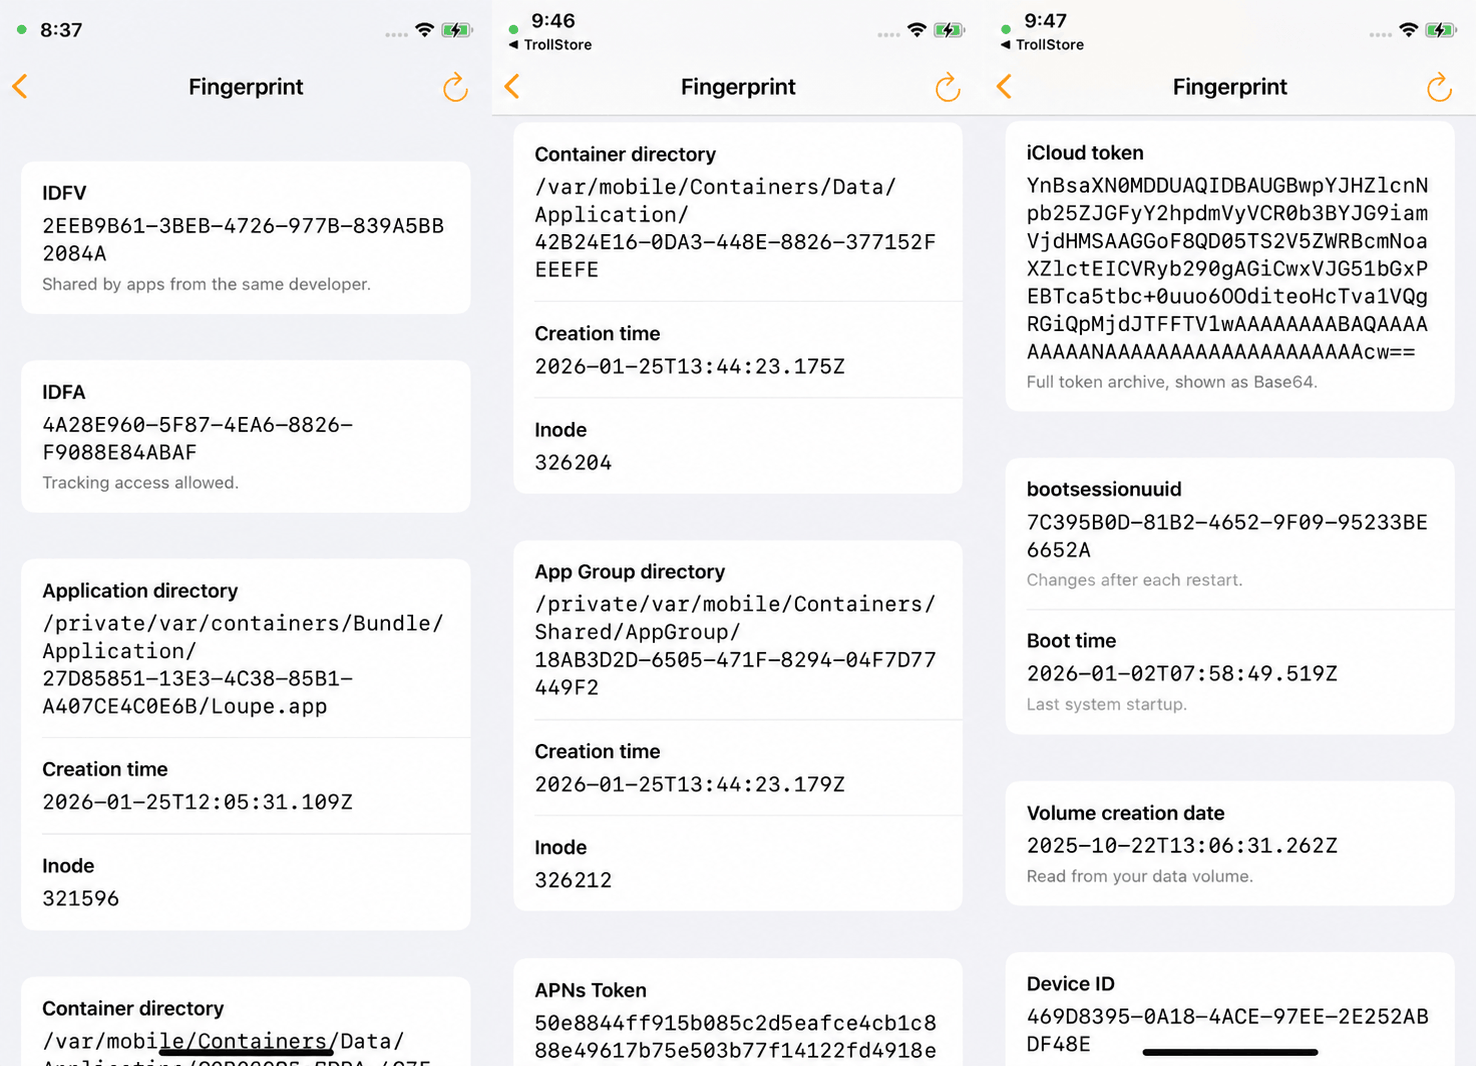 8:37
Fingerprint
IDFV
2EEB9B61-3BEB-4726-977B-839A5BB
2084A
Shared by apps from the same developer.
IDFA
4A28E960-5F87-4EA6-8826-
F9088E84ABAF
Tracking access allowed.
Application directory
/private/var/containers/Bundle/
Application/
27D85851-13E3-4C38-85B1-
A407CE4C0E6B/Loupe.app
Creation time
2026-01-25T12:05:31.109Z
Inode
321596
Container directory
/var/mobile/Containers/Data/
9:46
◀ TrollStore
Fingerprint
Container directory
/var/mobile/Containers/Data/
Application/
42B24E16-0DA3-448E-8826-377152F
EEEFE
Creation time
2026-01-25T13:44:23.175Z
Inode
326204
App Group directory
/private/var/mobile/Containers/
Shared/AppGroup/
18AB3D2D-6505-471F-8294-04F7D77
449F2
Creation time
2026-01-25T13:44:23.179Z
Inode
326212
APNs Token
50e8844ff915b085c2d5eafce4cb1c8
88e49617b75e503b77f14122fd4918e
9:47
◀ TrollStore
Fingerprint
iCloud token
YnBsaXN0MDDUAQIDBAUGBwpYJHZlcnN
pb25ZJGFyY2hpdmVyVCR0b3BYJG9iam
VjdHMSAAGGoF8QD05TS2V5ZWRBcmNoa
XZlctEICVRyb290gAGiCwxVJG51bGxP
EBTca5tbc+0uuo6OOditeoHcTva1VQg
RGiQpMjdJTFFTV1wAAAAAAAABAQAAAA
AAAAANAAAAAAAAAAAAAAAAAAAAcw==
Full token archive, shown as Base64.
bootsessionuuid
7C395B0D-81B2-4652-9F09-95233BE
6652A
Changes after each restart.
Boot time
2026-01-02T07:58:49.519Z
Last system startup.
Volume creation date
2025-10-22T13:06:31.262Z
Read from your data volume.
Device ID
469D8395-0A18-4ACE-97EE-2E252AB
DF48E